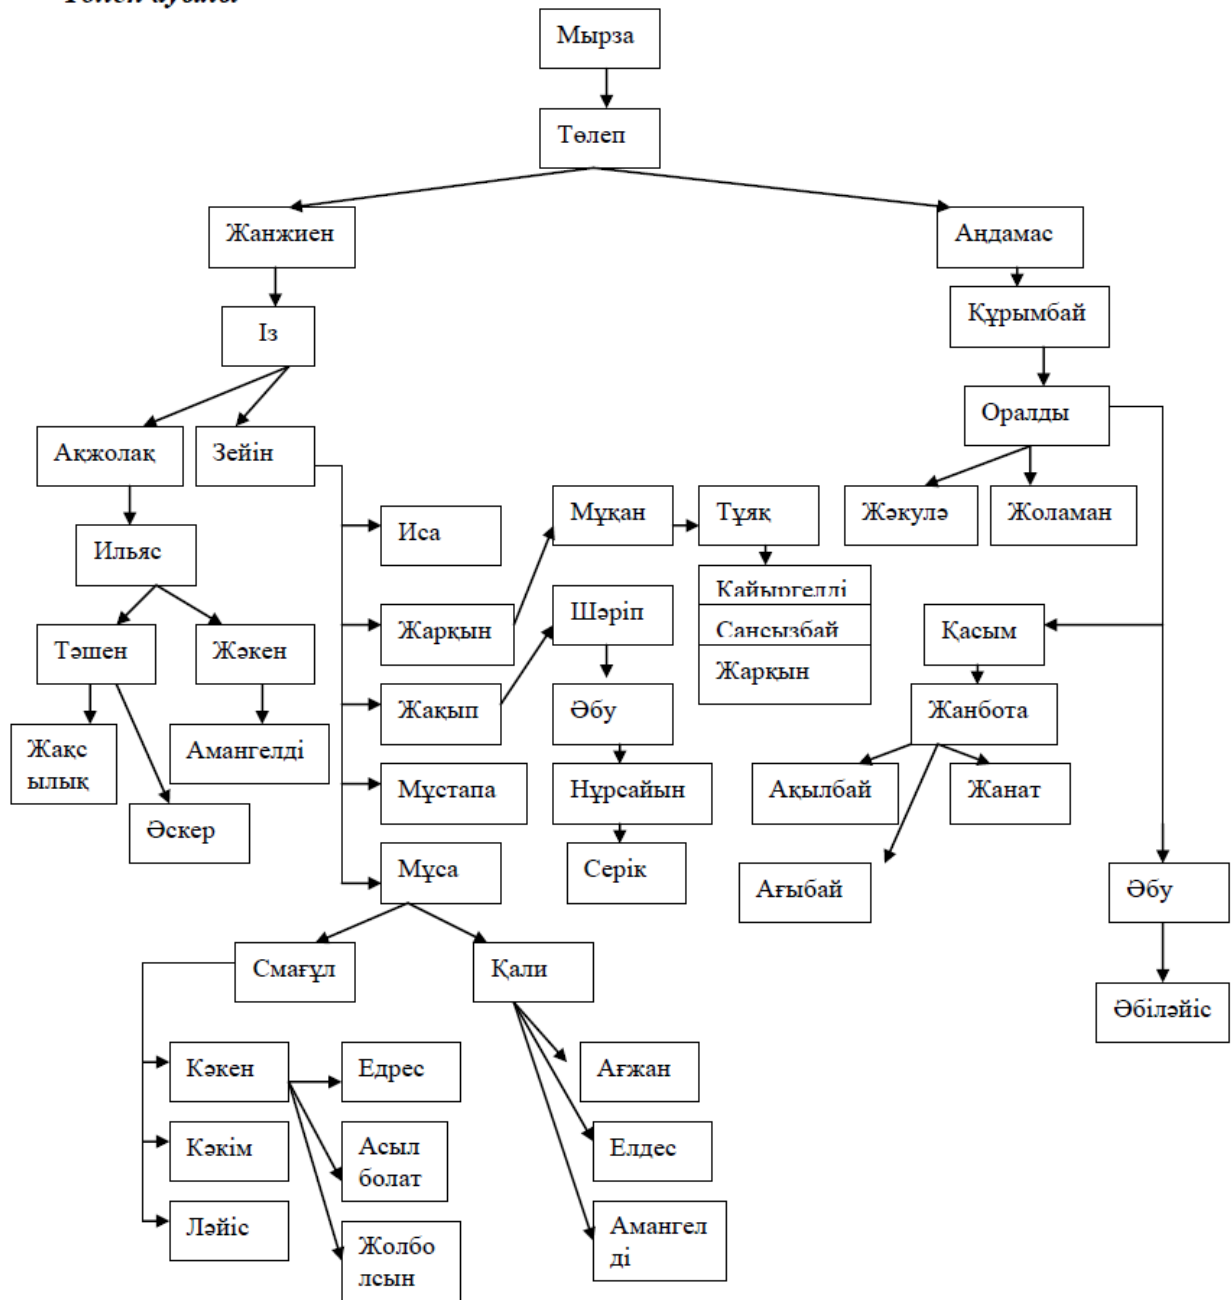 Мырза
Төлеп
Жанжиен
Аңдамас
Із
Құрымбай
Оралды
Ақжолақ
Зейін
Жәкулә
Жоламан
Мұқан
Тұяқ
Иса
Ильяс
Қайыргелді
Сансызбай
Жарқын
Шәріп
Жарқын
Қасым
Тәшен
Жәкен
Жақып
Әбу
Жанбота
Жақс
ылық
Амангелді
Мұстапа
Нұрсайын
Ақылбай
Жанат
Әскер
Мұса
Серік
Ағыбай
Әбу
Смағұл
Қали
Әбіләйіс
Кәкен
Едрес
Ағжан
Кәкім
Асыл
болат
Елдес
Ләйіс
Жолбо
лсын
Амангел
ді